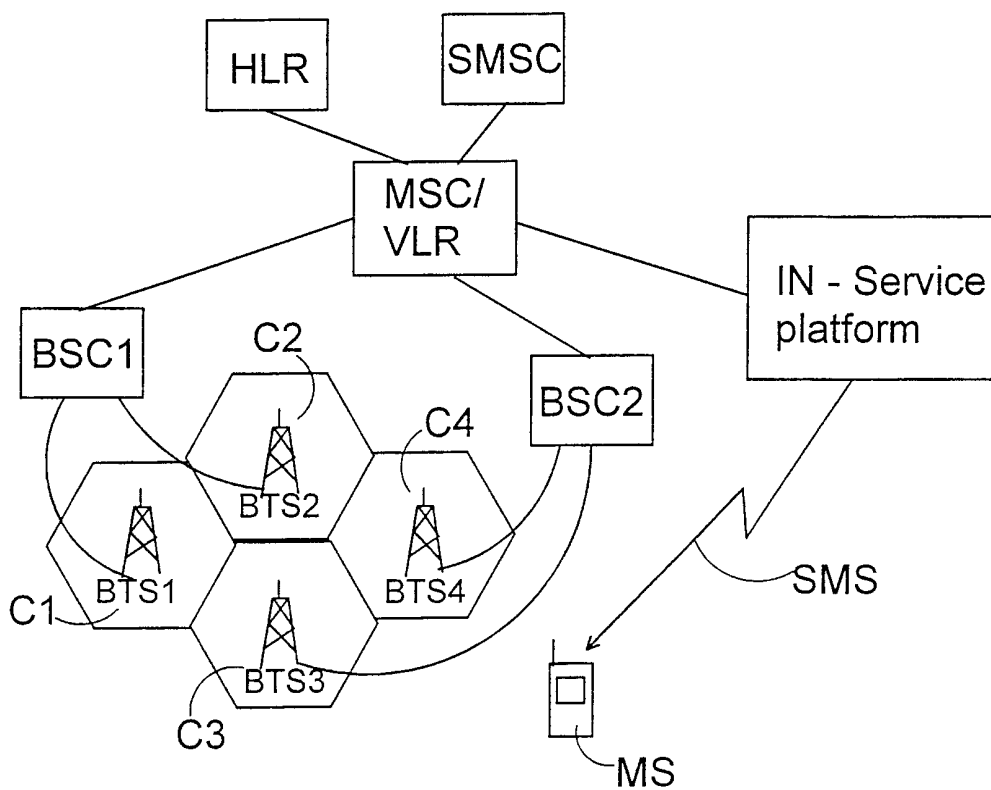 HLR
SMSC
MSC/
VLR
IN - Service
platform
BSC1
C2
BSC2
C4
BTS2
BTS1
BTS4
C1
SMS
BTS3
C3
MS